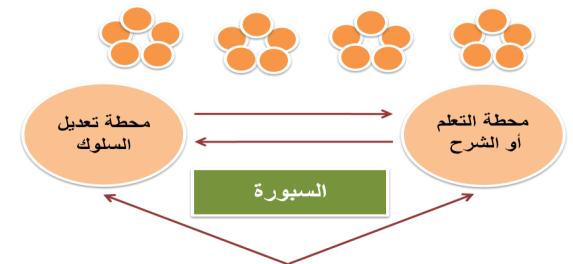 محطة التعلم
أو الشرح
محطة تعديل
السلوك
السبورة